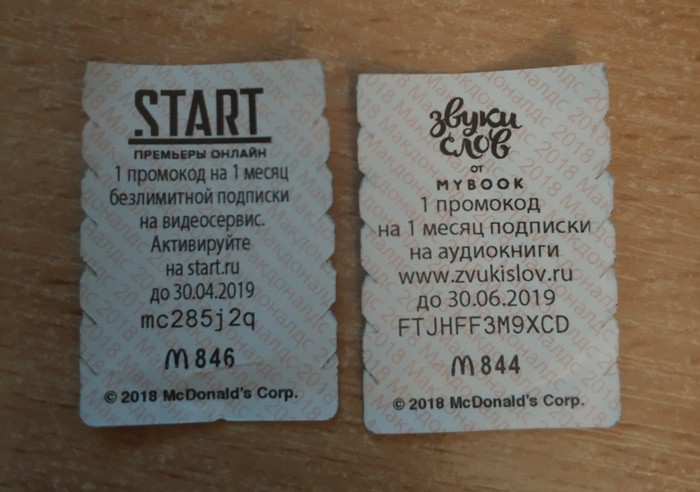 START
ПРЕМЬЕРЫ ОНЛАЙН
1 промокод на 1 месяц
безлимитной подписки
на видеосервис.
Активируйте
на start.ru
до 30.04.2019
mc285j2q
M 846
© 2018 McDonald's Corp.
звуки
слов
от
MYBOOK
1 промокод
на 1 месяц подписки
на аудиокниги
www.zvukislov.ru
до 30.06.2019
FTJHFF3M9XCD
M 844
© 2018 McDonald's Corp.